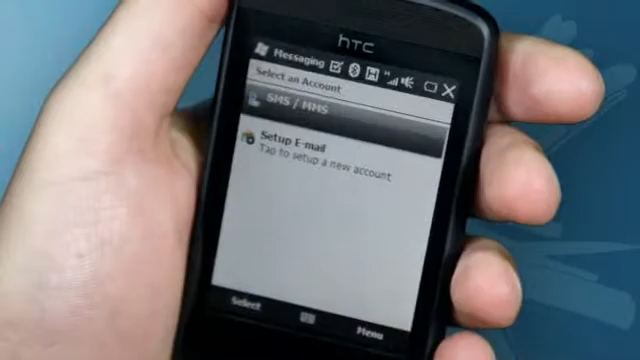 hTC
Messaging
Select an Account
SMS / MMS
Setup E-mail
Tap to setup a new account
Select
Menu